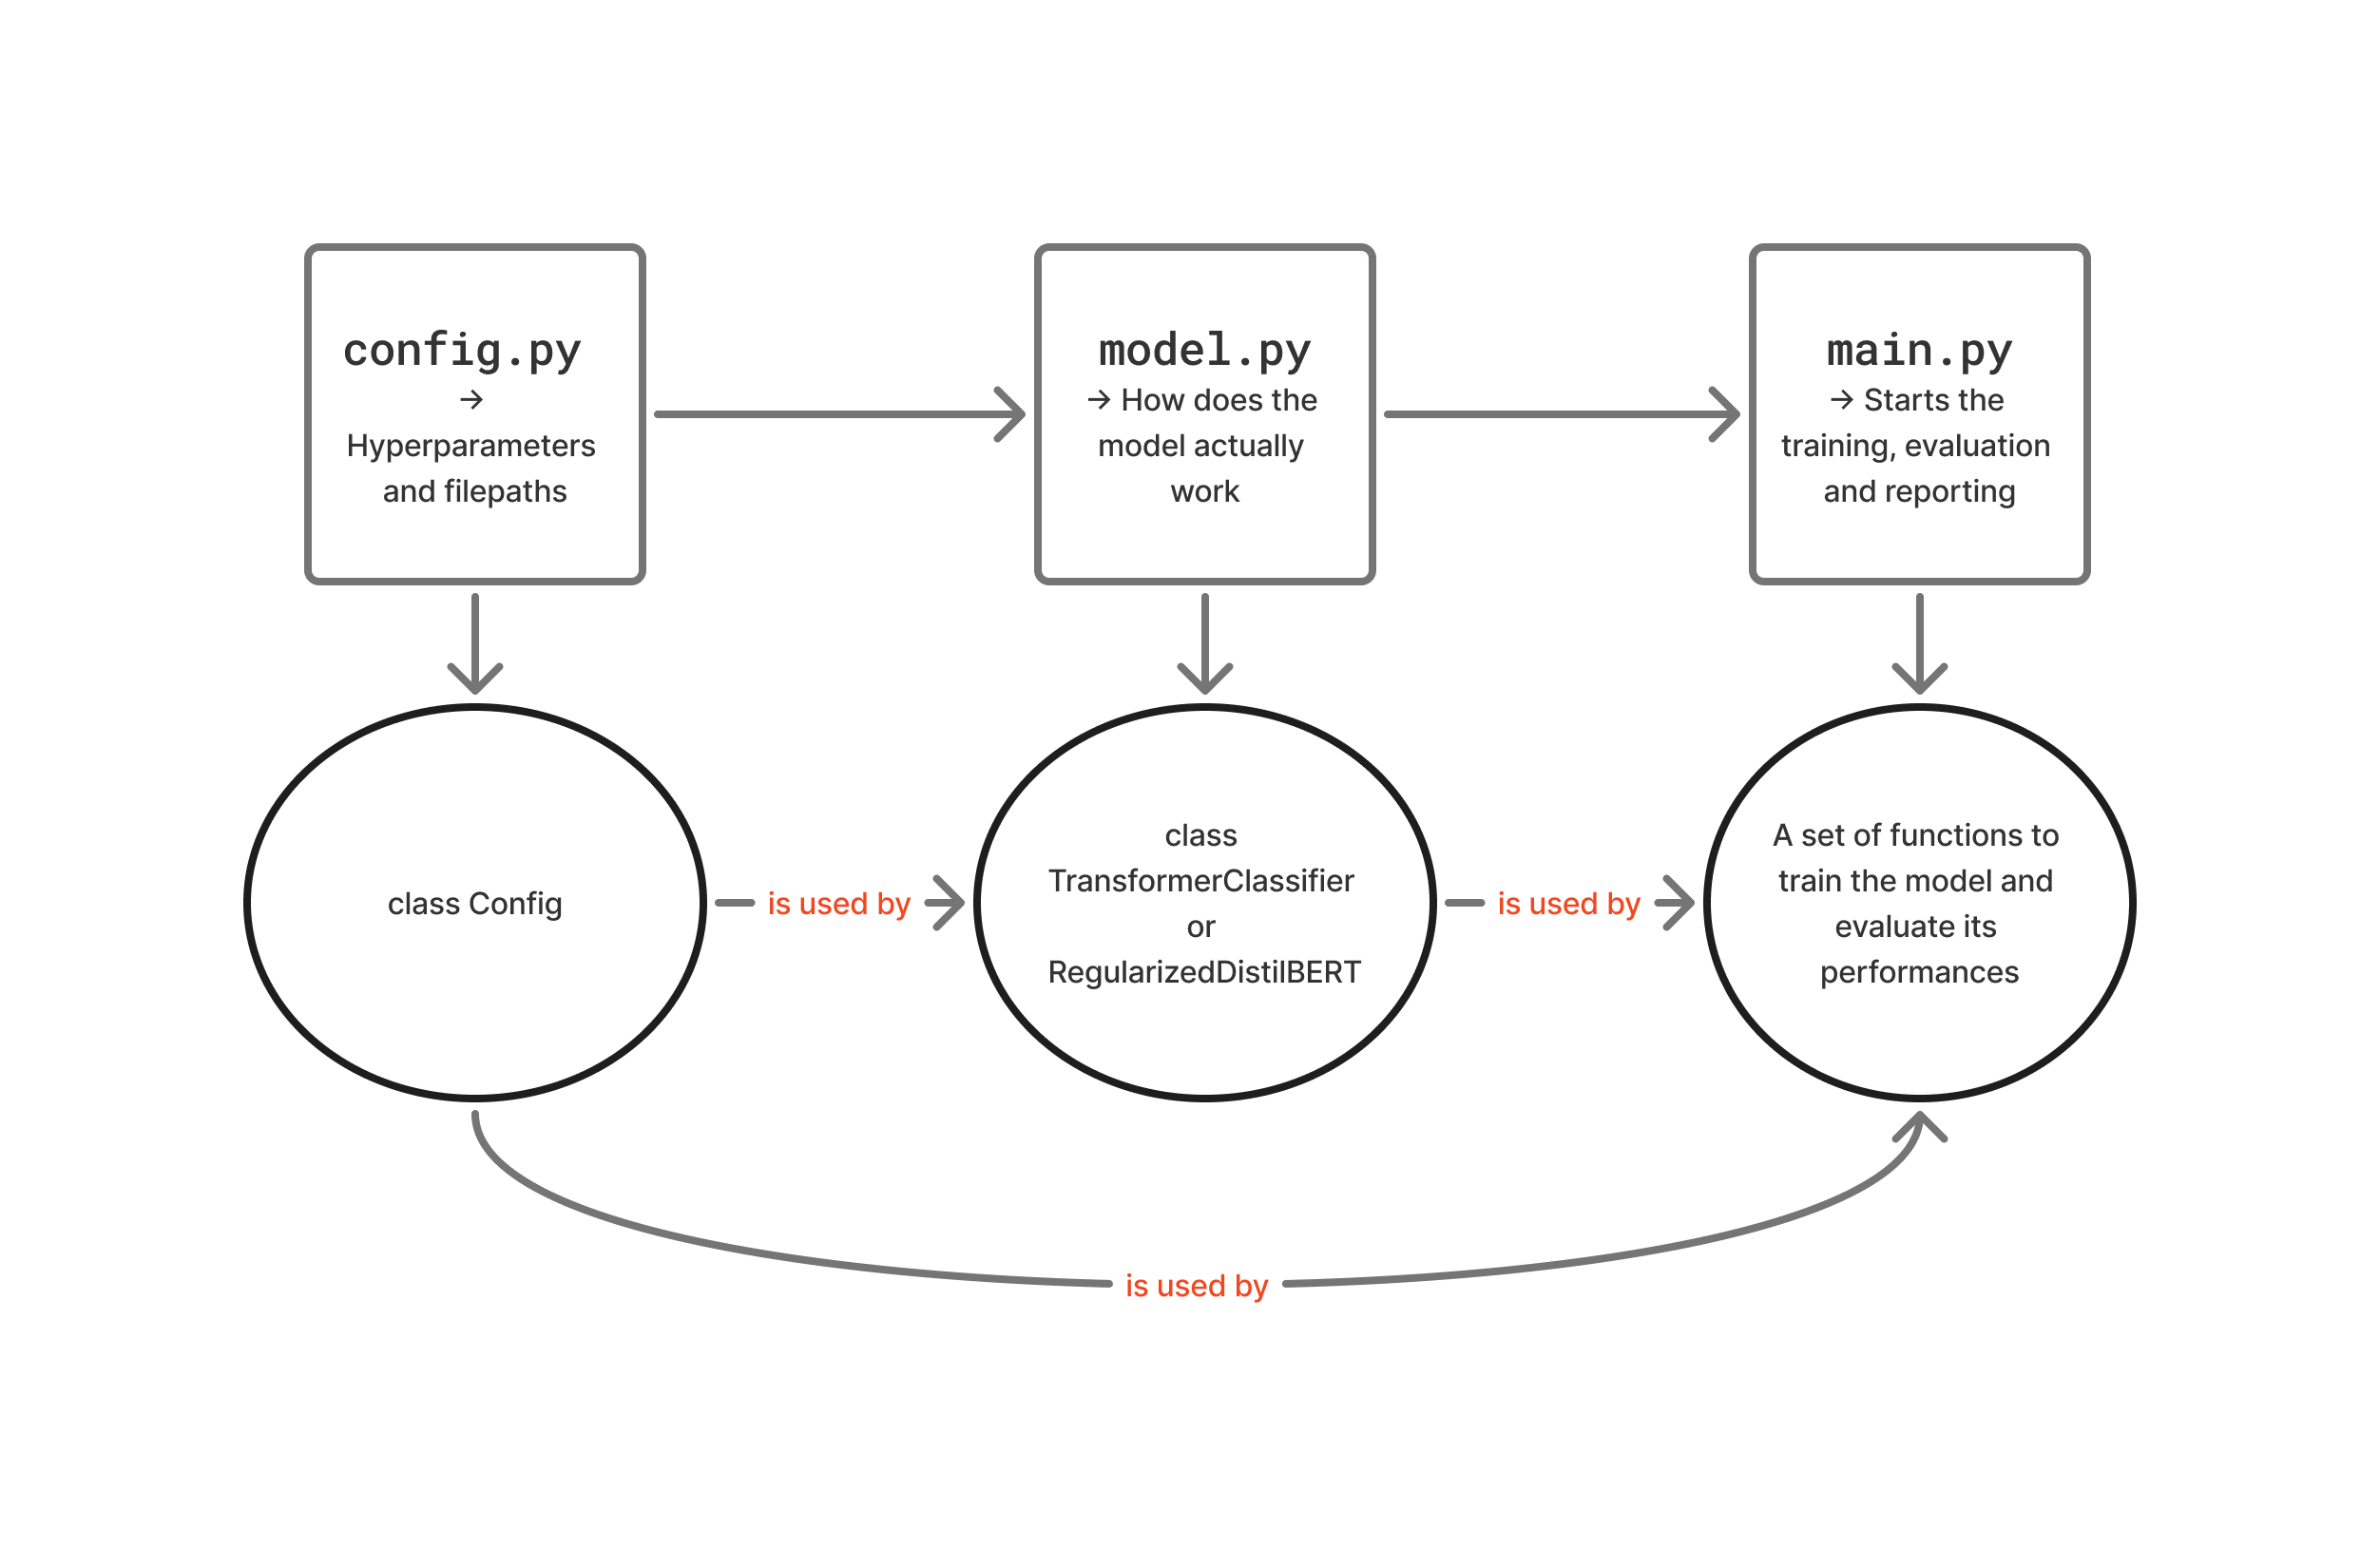 config.py
→
Hyperparameters
and filepaths
model.py
→ How does the
model actually
work
main.py
→ Starts the
training, evaluation
and reporting
class Config
is used by
class
TransformerClassifier
or
RegularizedDistilBERT
is used by
A set of functions to
train the model and
evaluate its
performances
is used by